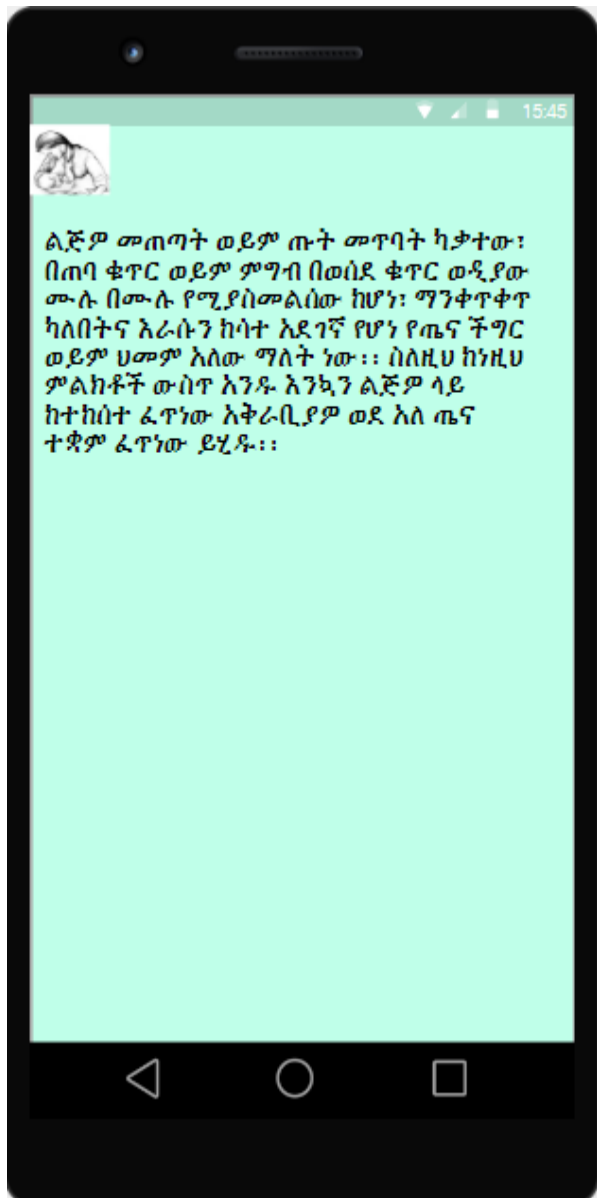 15:45
ልጅዎ መጠጣት ወይም ጡት መጥባት ካቃተው፣
በጠባ ቁጥር ወይም ምግብ በወሰደ ቁጥር ወዲያው
ሙሉ በሙሉ የሚያስመልሰው ከሆነ፣ ማንቀጥቀጥ
ካለበትና እራሱን ከሳተ አደገኛ የሆነ የጤና ችግር
ወይም ህመም አለው ማለት ነው፡፡ ስለዚህ ከነዚህ
ምልክቶች ውስጥ አንዱ እንኳን ልጅዎ ላይ
ከተከሰተ ፈጥነው አቅራቢያዎ ወደ አለ ጤና
ተቋም ፈጥነው ይሂዱ፡፡